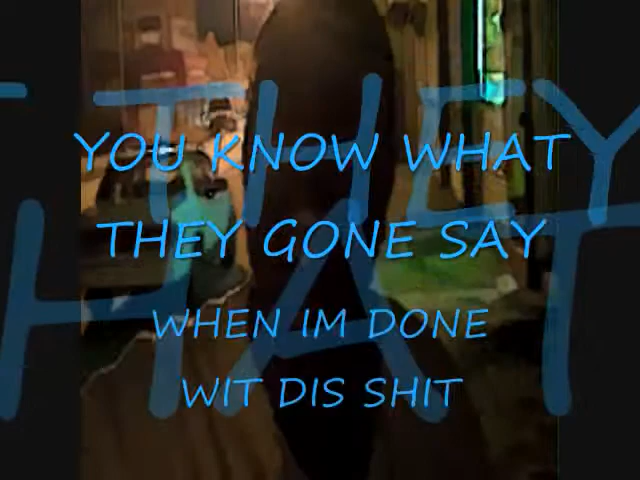 YOU KNOW WHAT
THEY GONE SAY
WHEN IM DONE
WIT DIS SHIT
T THEY
HAT